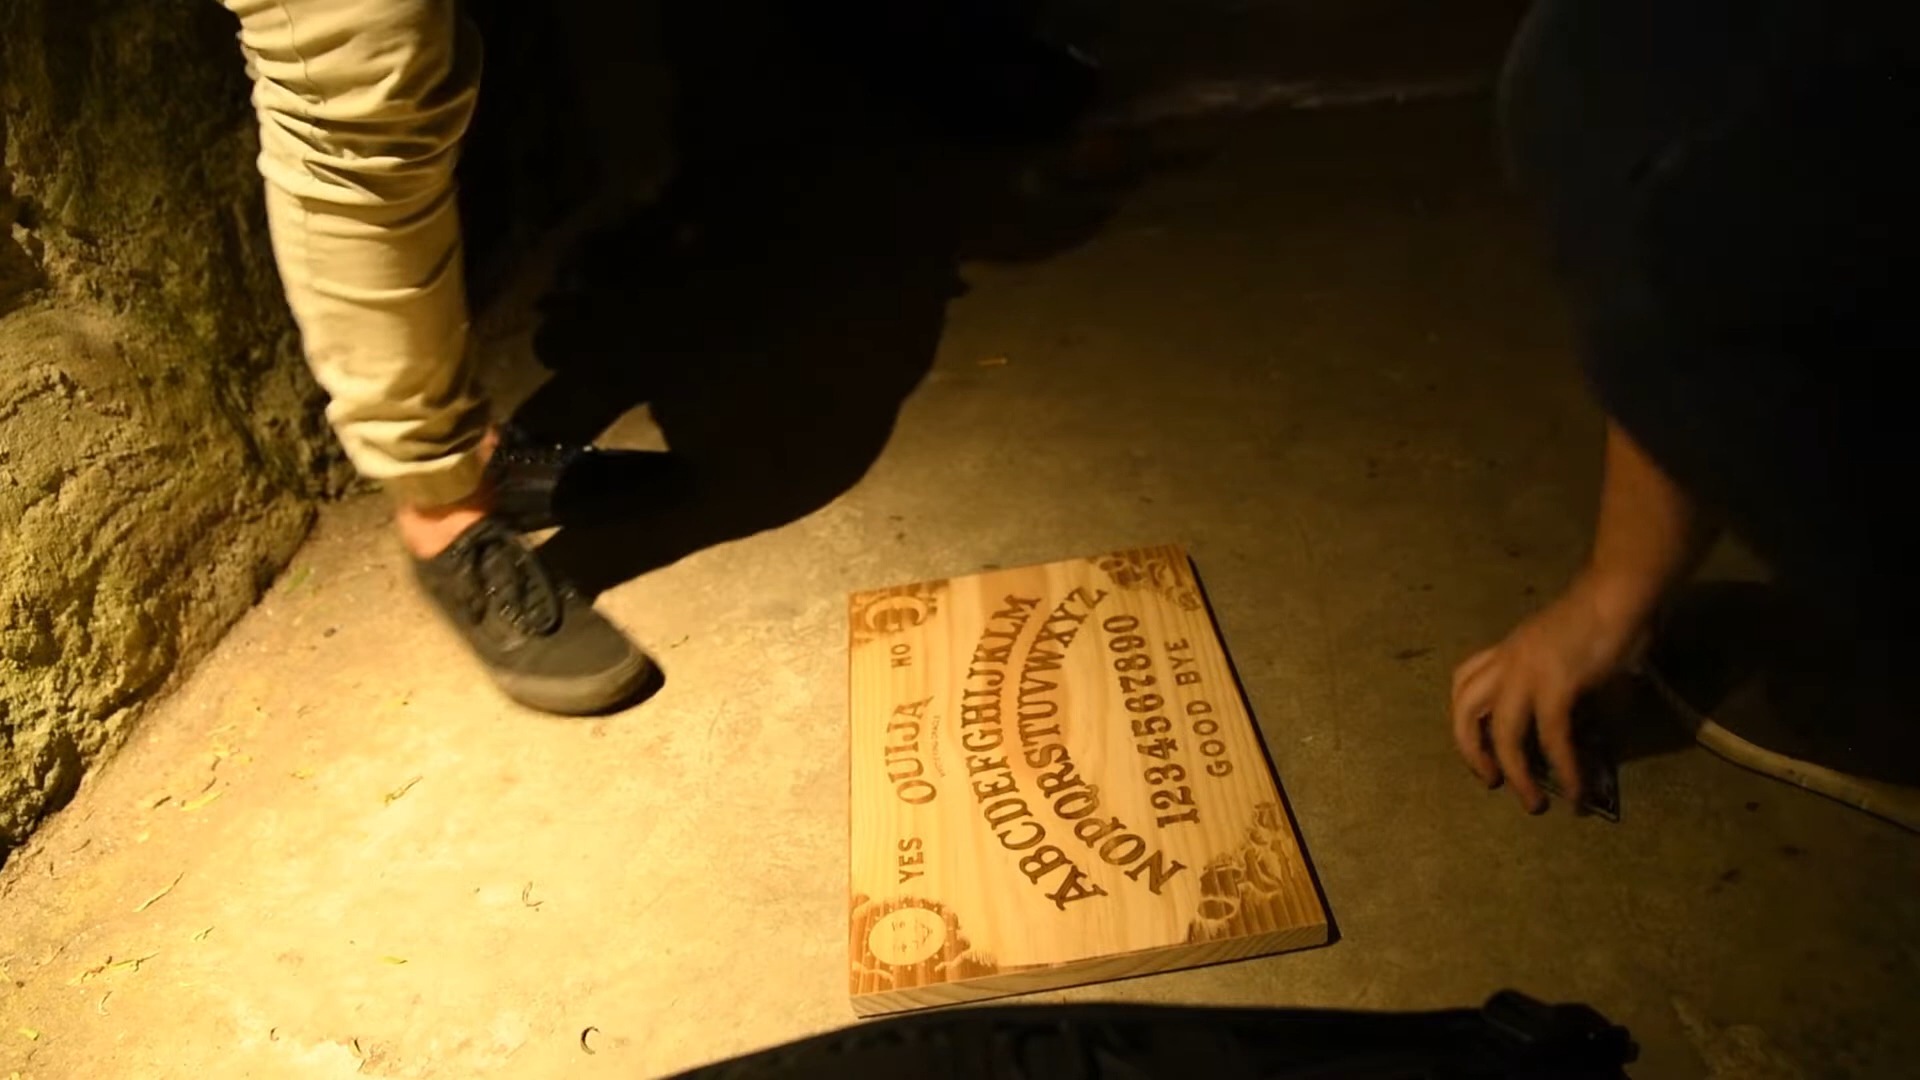 YES OUIJA NO
ABCDEFGHIJKLM
NOPQRSTUVWXYZ
1234567890
GOOD BYE